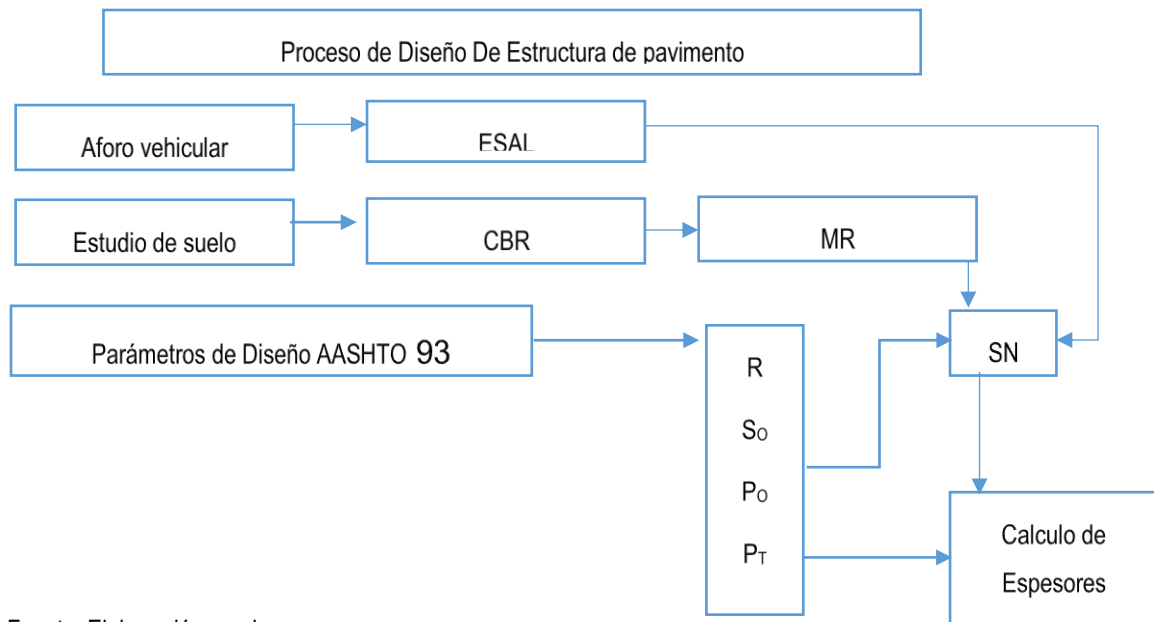 Proceso de Diseño De Estructura de pavimento
Aforo vehicular
ESAL
Estudio de suelo
CBR
MR
Parámetros de Diseño AASHTO 93
R
SO
PO
PT
SN
Calculo de
Espesores